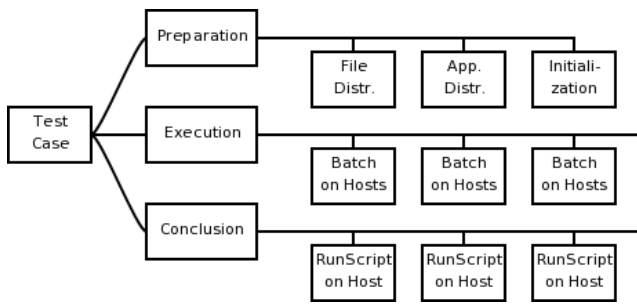 Preparation
File
Distr.
App.
Distr.
Initiali-
zation
Test
Case
Execution
Batch
on Hosts
Batch
on Hosts
Batch
on Hosts
Conclusion
RunScript
on Host
RunScript
on Host
RunScript
on Host